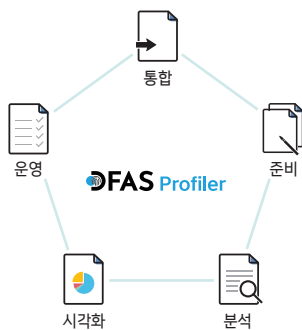 통합
운영
준비
DFAS Profiler
시각화
분석